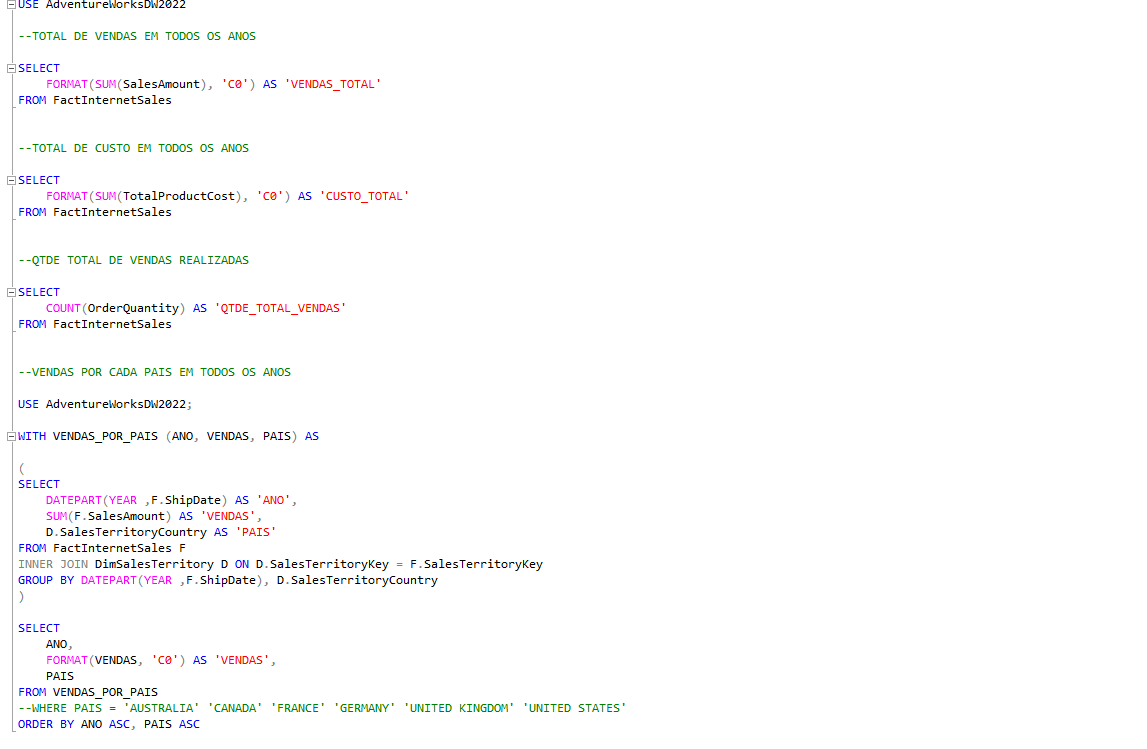 USE AdventureWorksDW2022
--TOTAL DE VENDAS EM TODOS OS ANOS
SELECT
FORMAT(SUM(SalesAmount), 'C0') AS 'VENDAS_TOTAL'
FROM FactInternetSales
--TOTAL DE CUSTO EM TODOS OS ANOS
SELECT
FORMAT(SUM(TotalProductCost), 'C0') AS 'CUSTO_TOTAL'
FROM FactInternetSales
--QTDE TOTAL DE VENDAS REALIZADAS
SELECT
COUNT(OrderQuantity) AS 'QTDE_TOTAL_VENDAS'
FROM FactInternetSales
--VENDAS POR CADA PAIS EM TODOS OS ANOS
USE AdventureWorksDW2022;
WITH VENDAS_POR_PAIS (ANO, VENDAS, PAIS) AS
(
SELECT
DATEPART(YEAR ,F.ShipDate) AS 'ANO',
SUM(F.SalesAmount) AS 'VENDAS',
D.SalesTerritoryCountry AS 'PAIS'
FROM FactInternetSales F
INNER JOIN DimSalesTerritory D ON D.SalesTerritoryKey = F.SalesTerritoryKey
GROUP BY DATEPART(YEAR ,F.ShipDate), D.SalesTerritoryCountry
)
SELECT
ANO,
FORMAT(VENDAS, 'C0') AS 'VENDAS',
PAIS
FROM VENDAS_POR_PAIS
--WHERE PAIS = 'AUSTRALIA' 'CANADA' 'FRANCE' 'GERMANY' 'UNITED KINGDOM' 'UNITED STATES'
ORDER BY ANO ASC, PAIS ASC